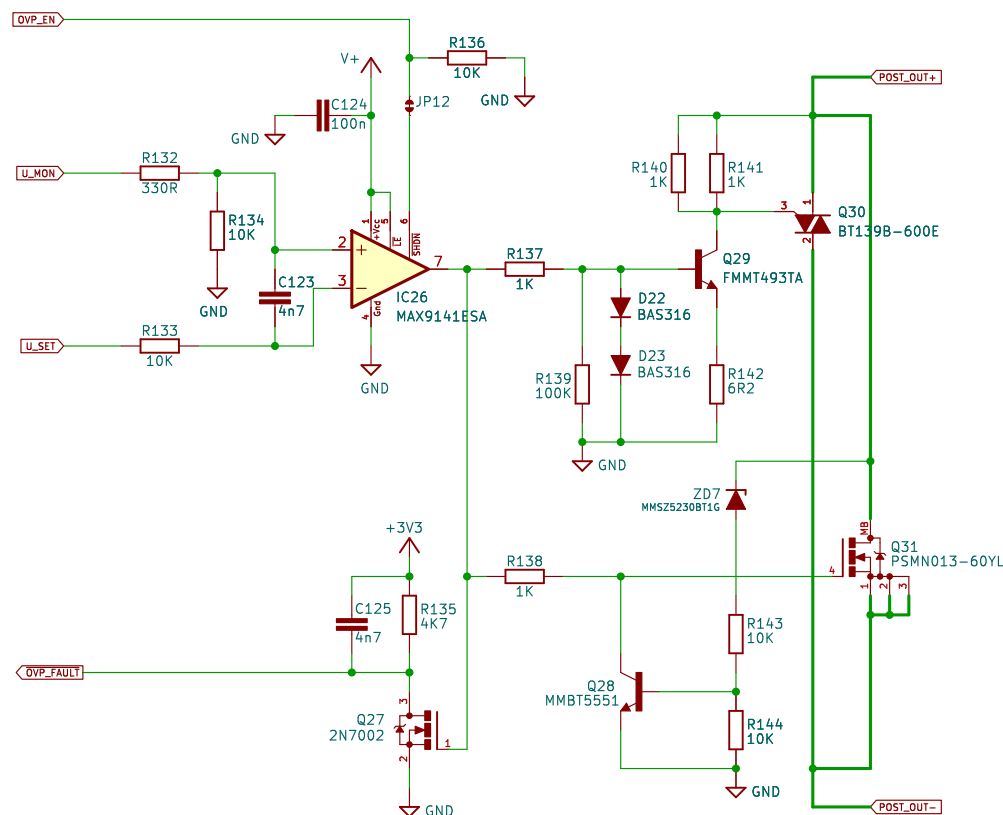 OVP_EN
R136
10K
GND
V+
C124
100n
GND
JP12
POST_OUT+
U_MON
R132
330R
R134
10K
GND
1
+Vcc
5
LE
6
SHDN
2
3
7
4
Gnd
IC26
MAX9141ESA
GND
C123
4n7
U_SET
R133
10K
R137
1K
R140
1K
R141
1K
3
1
2
Q30
BT139B-600E
Q29
FMMT493TA
D22
BAS316
D23
BAS316
R139
100K
R142
6R2
GND
ZD7
MMSZ5230BT1G
+3V3
R138
1K
MB
4
1
2
3
Q31
PSMN013-60YL
C125
4n7
R135
4K7
OVP_FAULT
R143
10K
Q28
MMBT5551
R144
10K
GND
3
Q27
2N7002
1
2
GND
POST_OUT-